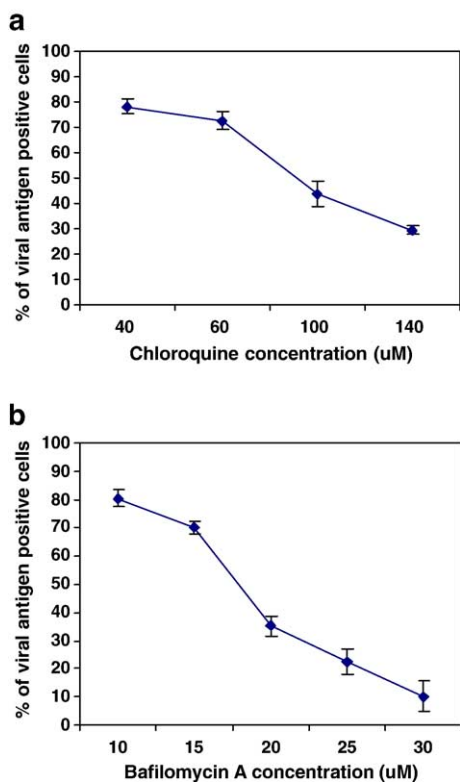 a
% of viral antigen positive cells
100
90
80
70
60
50
40
30
20
10
0
40 60 100 140
Chloroquine concentration (uM)
b
% of viral antigen positive cells
100
90
80
70
60
50
40
30
20
10
0
10 15 20 25 30
Bafilomycin A concentration (uM)